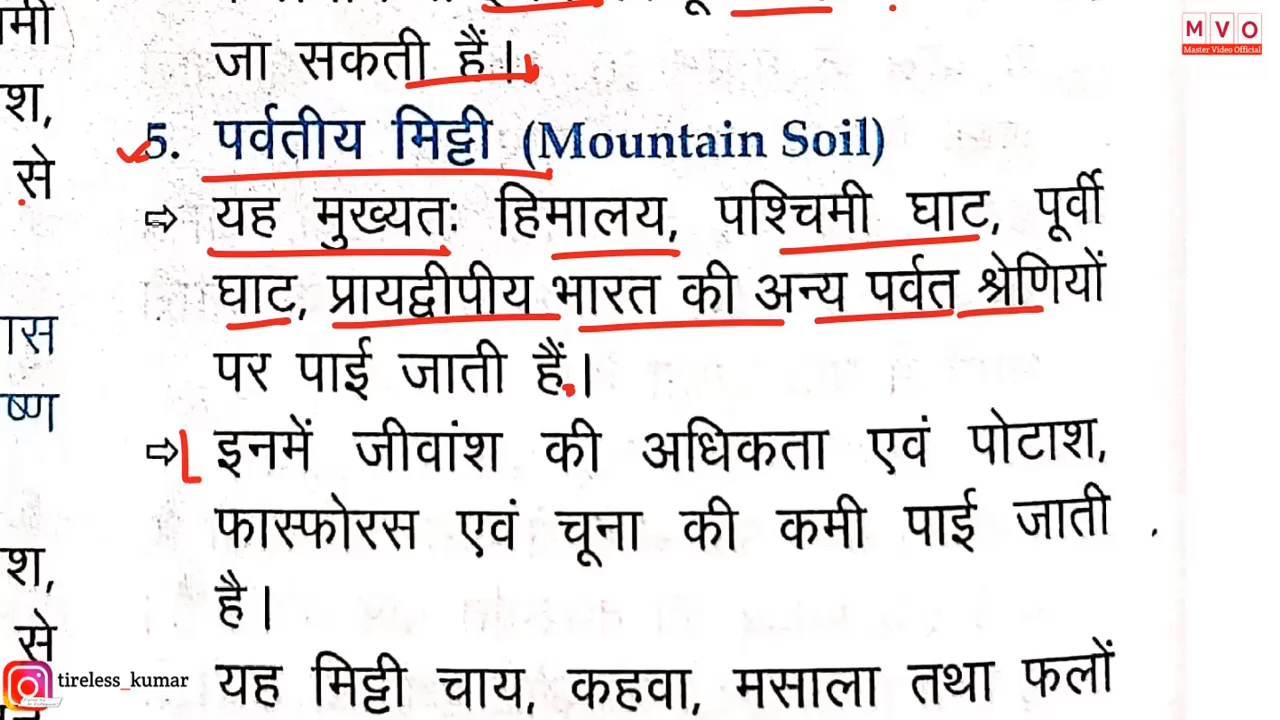 जा सकती हैं।
5. पर्वतीय मिट्टी (Mountain Soil)
⇨ यह मुख्यतः हिमालय, पश्चिमी घाट, पूर्वी
घाट, प्रायद्वीपीय भारत की अन्य पर्वत श्रेणियों
पर पाई जाती हैं।
⇨ इनमें जीवांश की अधिकता एवं पोटाश,
फास्फोरस एवं चूना की कमी पाई जाती
है।
यह मिट्टी चाय, कहवा, मसाला तथा फलों
श,
से
श,
से
MVO
Master Video Official
tireless_kumar